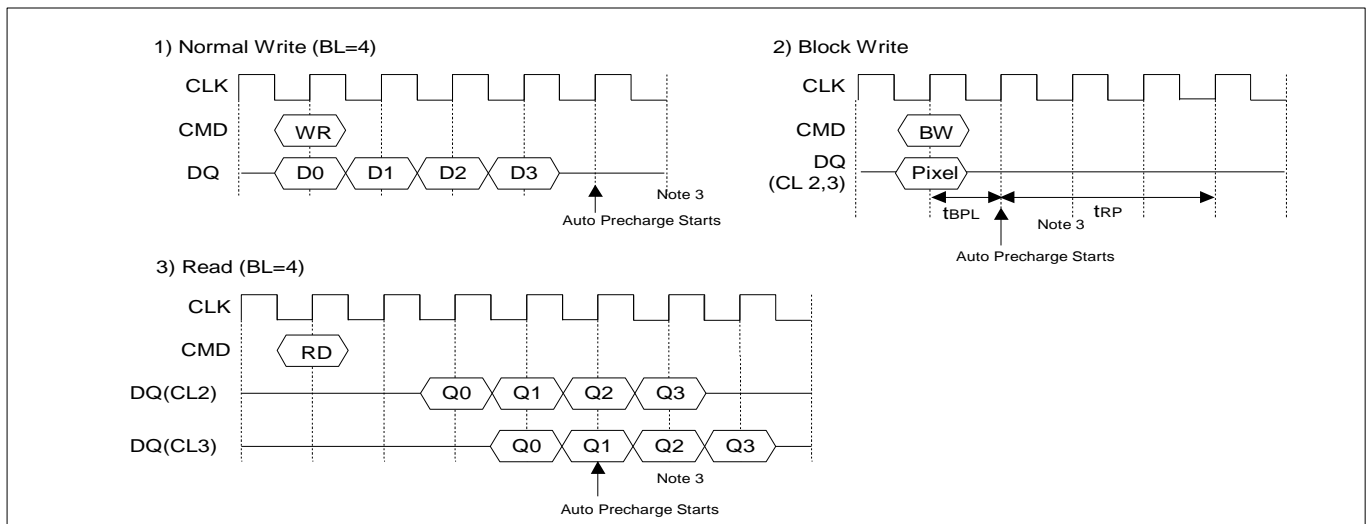 1) Normal Write (BL=4)
CLK
CMD
WR
DQ
D0 D1 D2 D3
Note 3
Auto Precharge Starts
2) Block Write
CLK
CMD
BW
DQ
(CL 2,3)
Pixel
tBPL
tRP
Note 3
Auto Precharge Starts
3) Read (BL=4)
CLK
CMD
RD
DQ(CL2)
Q0 Q1 Q2 Q3
DQ(CL3)
Q0 Q1 Q2 Q3
Note 3
Auto Precharge Starts